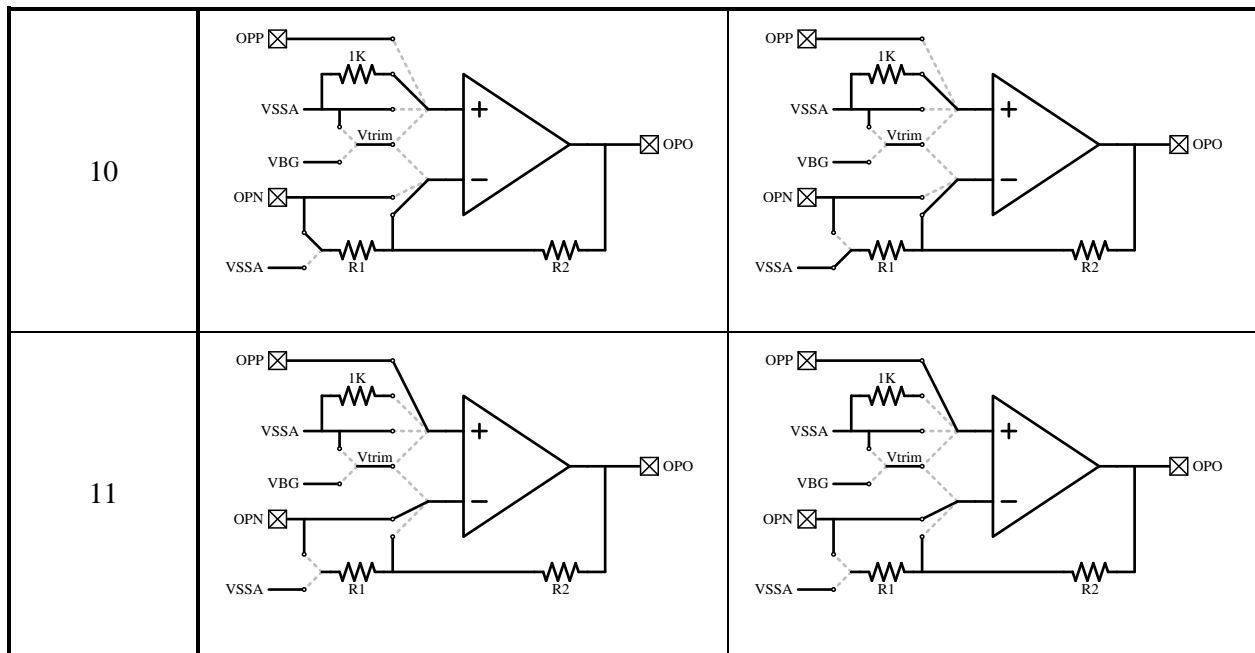 10
OPP
1K
VSSA
Vtrim
VBG
OPN
VSSA
R1
R2
OPO
+
−
OPP
1K
VSSA
Vtrim
VBG
OPN
VSSA
R1
R2
OPO
+
−
11
OPP
1K
VSSA
Vtrim
VBG
OPN
VSSA
R1
R2
OPO
+
−
OPP
1K
VSSA
Vtrim
VBG
OPN
VSSA
R1
R2
OPO
+
−